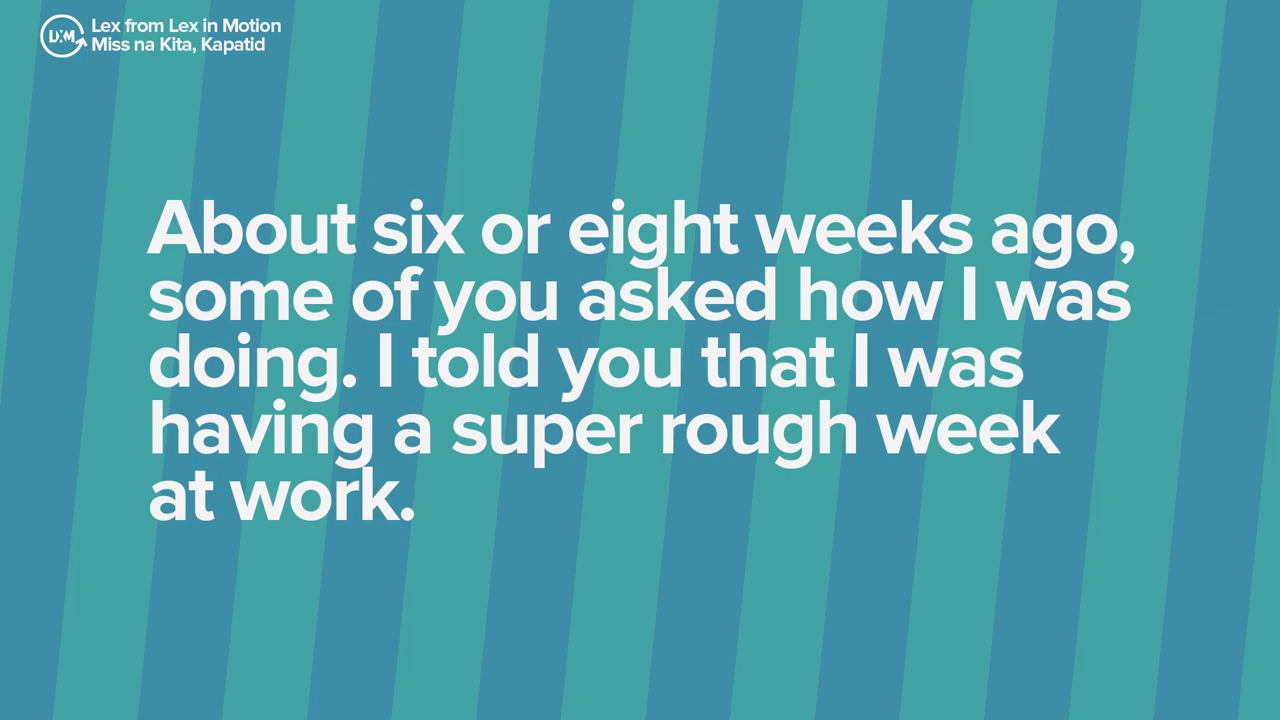 LXM
Lex from Lex in Motion
Miss na Kita, Kapatid
About six or eight weeks ago,
some of you asked how I was
doing. I told you that I was
having a super rough week
at work.